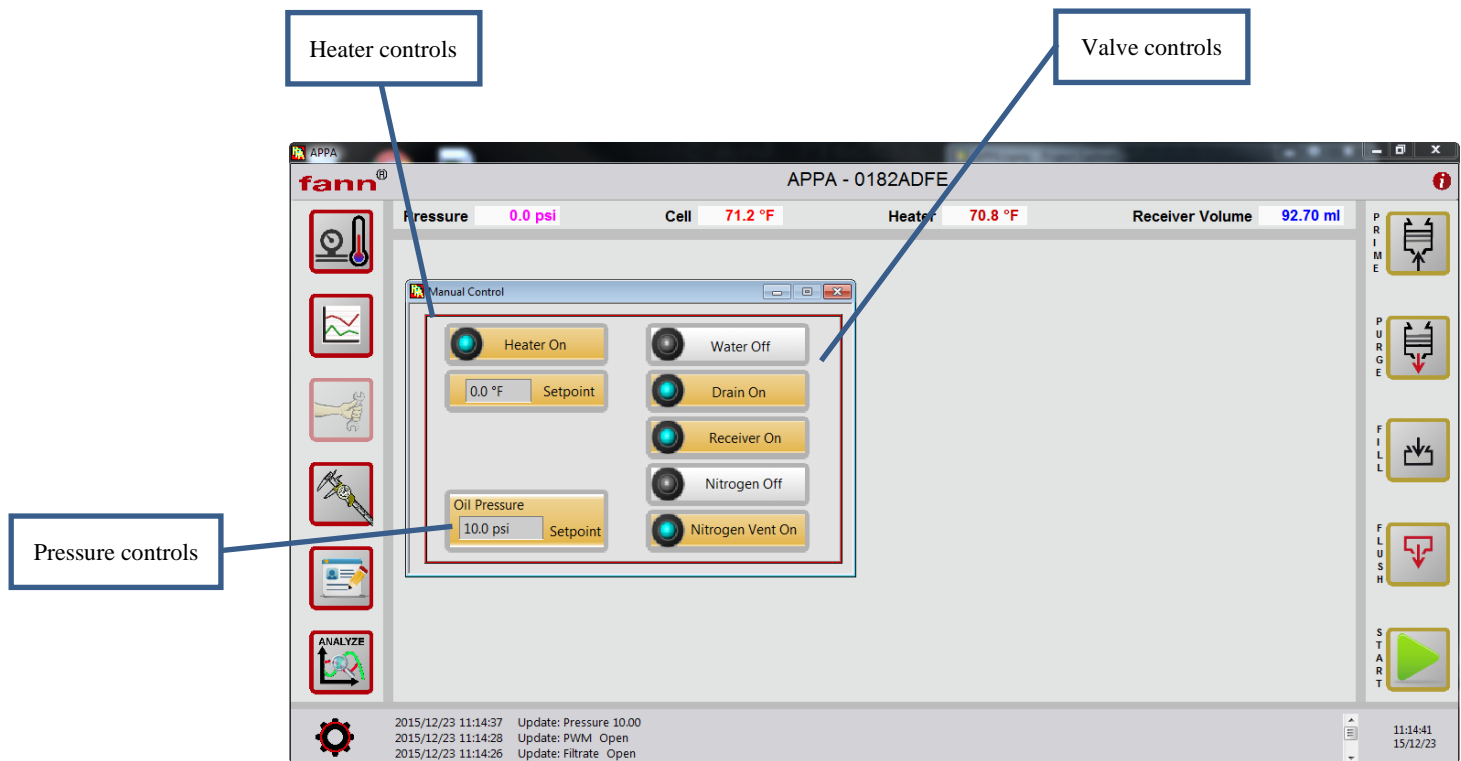 Heater controls
Valve controls
APPA
fann®
APPA - 0182ADFE
Pressure 0.0 psi Cell 71.2 °F Heater 70.8 °F Receiver Volume 92.70 ml
PRIME
Manual Control
Heater On
Water Off
0.0 °F Setpoint
Drain On
Receiver On
Nitrogen Off
Oil Pressure
10.0 psi Setpoint
Nitrogen Vent On
PURGE
FILL
Pressure controls
FLUSH
ANALYZE
START
2015/12/23 11:14:37 Update: Pressure 10.00
2015/12/23 11:14:28 Update: PWM Open
2015/12/23 11:14:26 Update: Filtrate Open
11:14:41
15/12/23